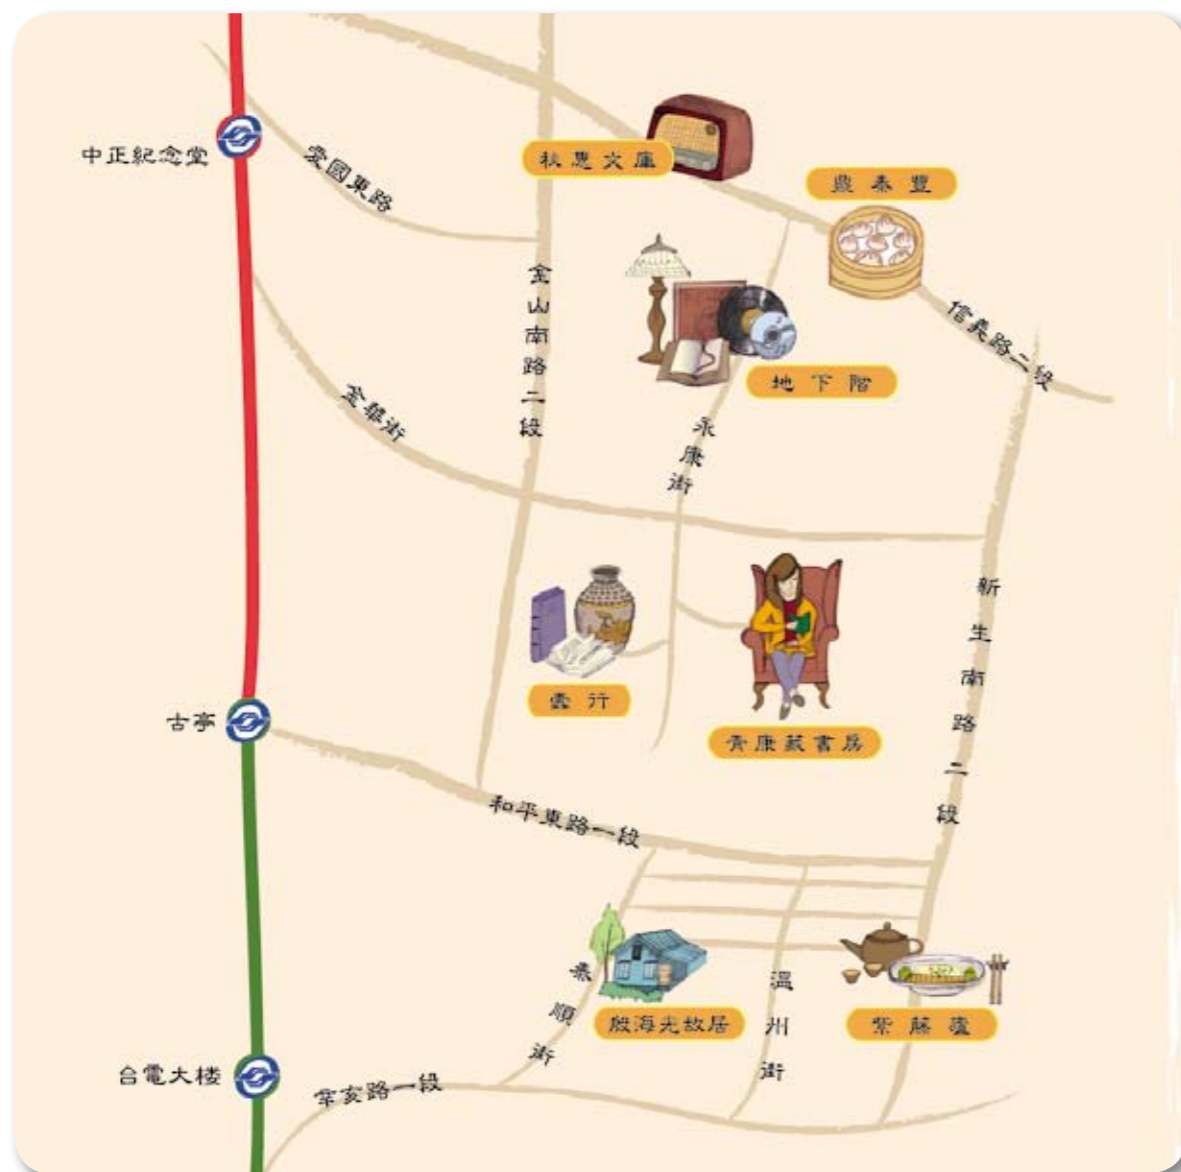 中正紀念堂
愛國東路
秋惠文庫
鼎泰豐
金山南路二段
信義路二段
地下階
金華街
永康街
新生南路二段
雲行
古亭
青康藏書房
和平東路一段
泰順街
溫州街
殷海光故居
紫藤廬
台電大楼
辛亥路一段